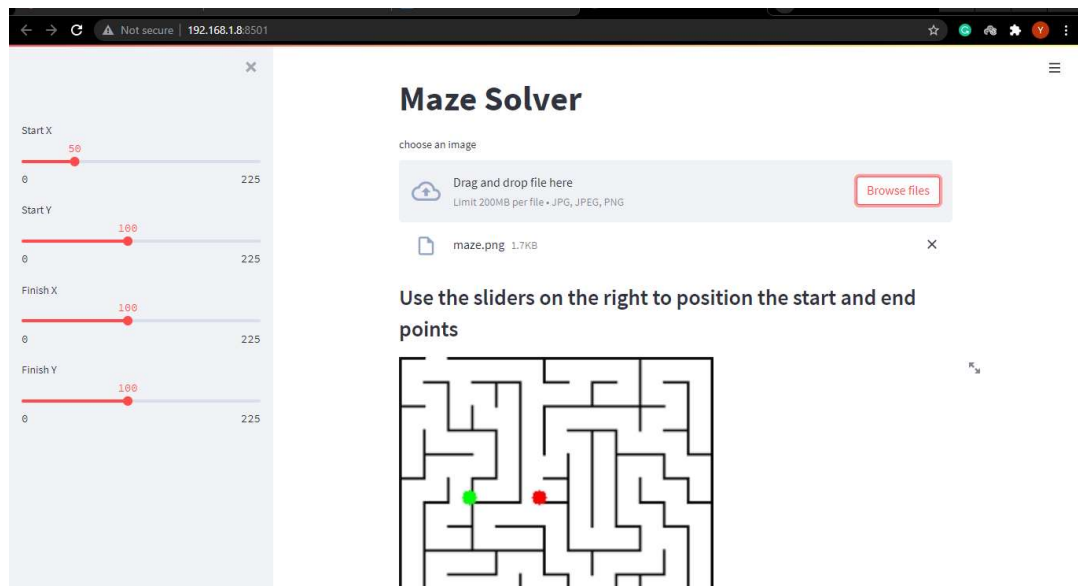 Not secure | 192.168.1.8:8501
Y
Start X
50
0 225
Start Y
100
0 225
Finish X
100
0 225
Finish Y
100
0 225
Maze Solver
choose an image
Drag and drop file here
Limit 200MB per file • JPG, JPEG, PNG
Browse files
maze.png 1.7KB
Use the sliders on the right to position the start and end
points